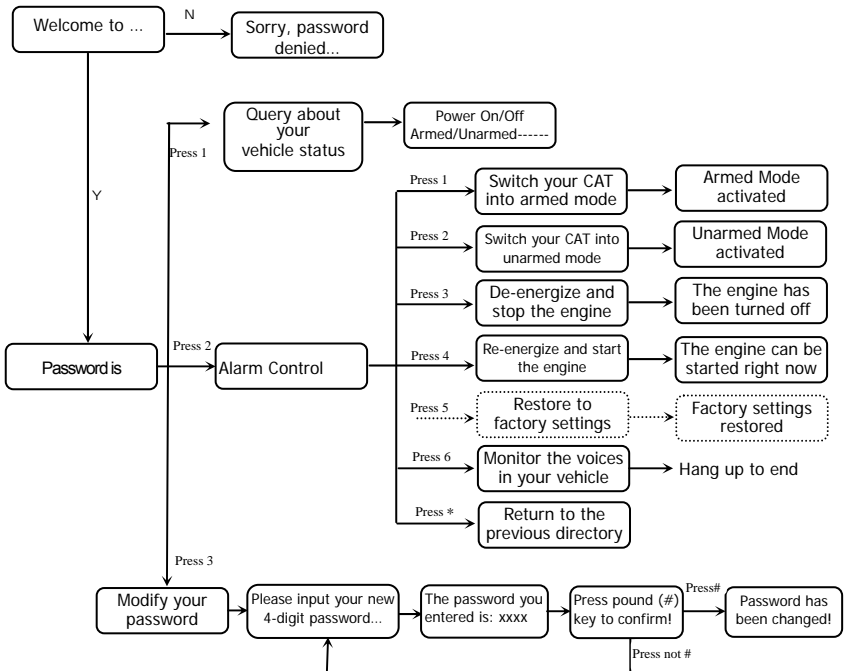 Welcome to ...
N
Sorry, password
denied...
Y
Press 1
Query about
your
vehicle status
Power On/Off
Armed/Unarmed------
Password is
Press 2
Alarm Control
Press 1
Switch your CAT
into armed mode
Armed Mode
activated
Press 2
Switch your CAT into
unarmed mode
Unarmed Mode
activated
Press 3
De-energize and
stop the engine
The engine has
been turned off
Press 4
Re-energize and start
the engine
The engine can be
started right now
Press 5
Restore to
factory settings
Factory settings
restored
Press 6
Monitor the voices
in your vehicle
Hang up to end
Press *
Return to the
previous directory
Press 3
Modify your
password
Please input your new
4-digit password...
The password you
entered is: xxxx
Press pound (#)
key to confirm!
Press#
Password has
been changed!
Press not #